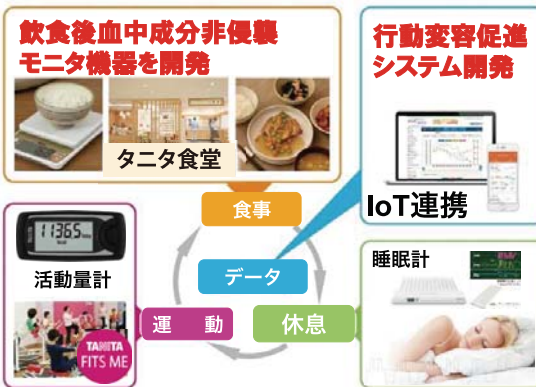 飲食後血中成分非侵襲
モニタ機器を開発
タニタ食堂
行動変容促進
システム開発
IoT連携
食事
データ
運 動
休息
1136.5
活動量計
TANITA
FITS ME
睡眠計